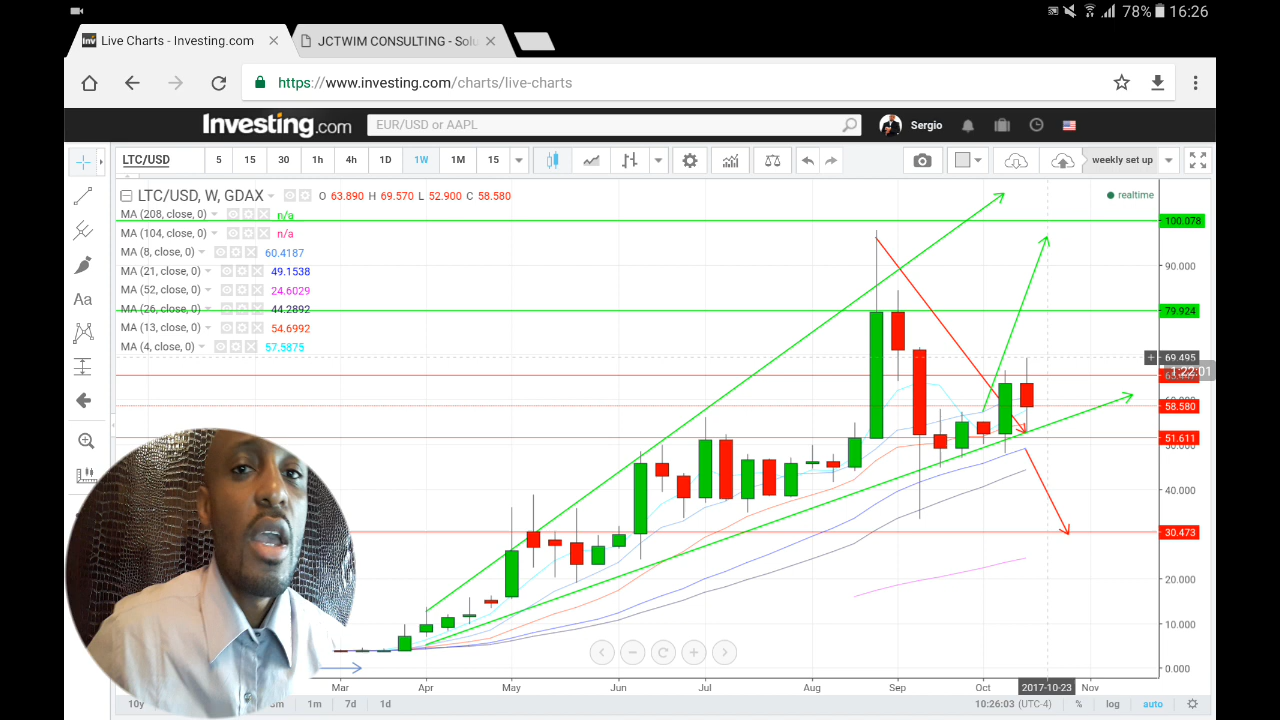 78% 16:26
Live Charts - Investing.com
JCTWIM CONSULTING - Solu
https://www.investing.com/charts/live-charts
Investing.com
EUR/USD or AAPL
Sergio
LTC/USD 5 15 30 1h 4h 1D 1W 1M 15 weekly set up
LTC/USD, W, GDAX O 63.890 H 69.570 L 52.900 C 58.580
realtime
MA (208, close, 0) n/a
MA (104, close, 0) n/a
MA (8, close, 0) 60.4187
MA (21, close, 0) 49.1538
MA (52, close, 0) 24.6029
MA (26, close, 0) 44.2892
MA (13, close, 0) 54.6992
MA (4, close, 0) 57.5875
100.078
90.000
79.924
69.495
1:22:01
58.580
51.611
40.000
30.473
20.000
10.000
0.000
Aa
Mar Apr May Jun Jul Aug Sep Oct 2017-10-23 Nov
10y 1m 7d 1d 10:26:03 (UTC-4) % log auto